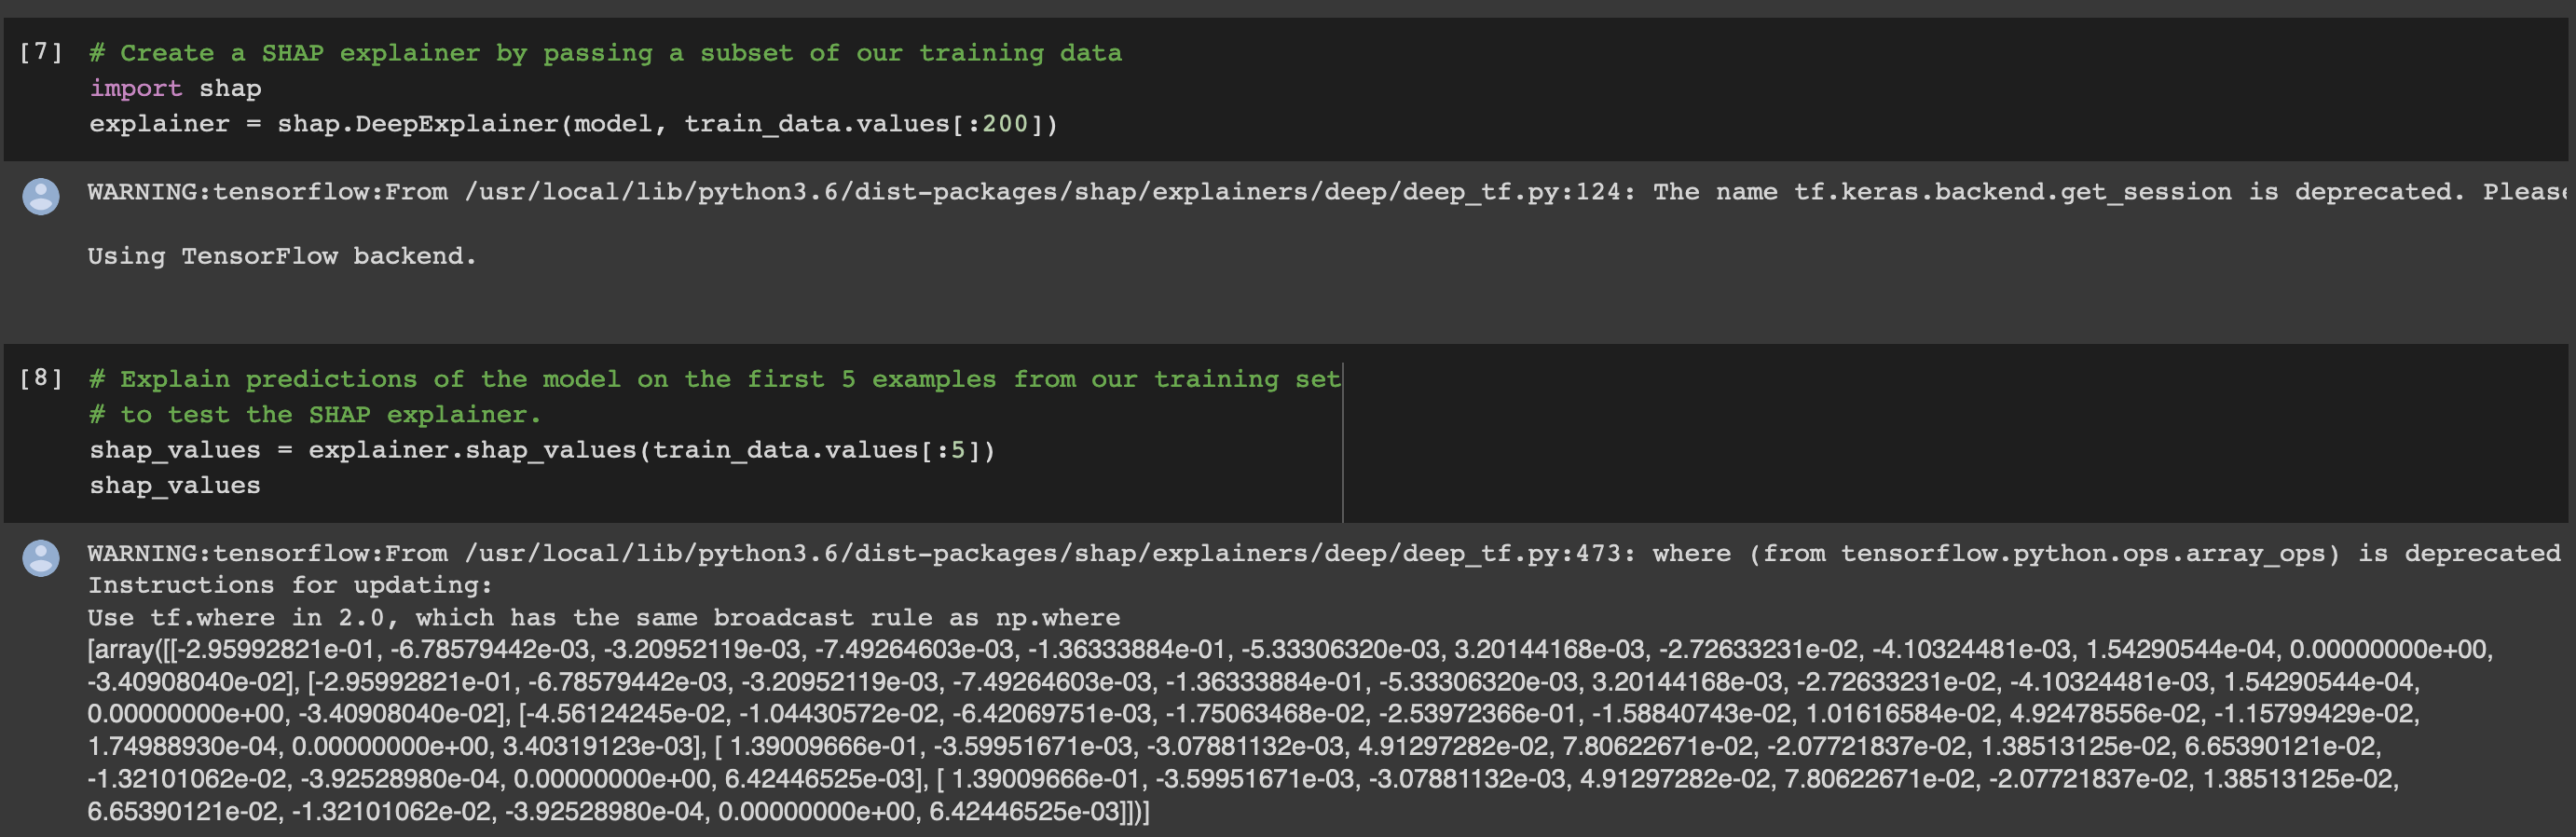 [7] # Create a SHAP explainer by passing a subset of our training data
import shap
explainer = shap.DeepExplainer(model, train_data.values[:200])
WARNING:tensorflow:From /usr/local/lib/python3.6/dist-packages/shap/explainers/deep/deep_tf.py:124: The name tf.keras.backend.get_session is deprecated. Please
Using TensorFlow backend.
[8] # Explain predictions of the model on the first 5 examples from our training set
# to test the SHAP explainer.
shap_values = explainer.shap_values(train_data.values[:5])
shap_values
WARNING:tensorflow:From /usr/local/lib/python3.6/dist-packages/shap/explainers/deep/deep_tf.py:473: where (from tensorflow.python.ops.array_ops) is deprecated
Instructions for updating:
Use tf.where in 2.0, which has the same broadcast rule as np.where
[array([[-2.95992821e-01, -6.78579442e-03, -3.20952119e-03, -7.49264603e-03, -1.36333884e-01, -5.33306320e-03, 3.20144168e-03, -2.72633231e-02, -4.10324481e-03, 1.54290544e-04, 0.00000000e+00,
-3.40908040e-02], [-2.95992821e-01, -6.78579442e-03, -3.20952119e-03, -7.49264603e-03, -1.36333884e-01, -5.33306320e-03, 3.20144168e-03, -2.72633231e-02, -4.10324481e-03, 1.54290544e-04,
0.00000000e+00, -3.40908040e-02], [-4.56124245e-02, -1.04430572e-02, -6.42069751e-03, -1.75063468e-02, -2.53972366e-01, -1.58840743e-02, 1.01616584e-02, 4.92478556e-02, -1.15799429e-02,
1.74988930e-04, 0.00000000e+00, 3.40319123e-03], [ 1.39009666e-01, -3.59951671e-03, -3.07881132e-03, 4.91297282e-02, 7.80622671e-02, -2.07721837e-02, 1.38513125e-02, 6.65390121e-02,
-1.32101062e-02, -3.92528980e-04, 0.00000000e+00, 6.42446525e-03], [ 1.39009666e-01, -3.59951671e-03, -3.07881132e-03, 4.91297282e-02, 7.80622671e-02, -2.07721837e-02, 1.38513125e-02,
6.65390121e-02, -1.32101062e-02, -3.92528980e-04, 0.00000000e+00, 6.42446525e-03]])]